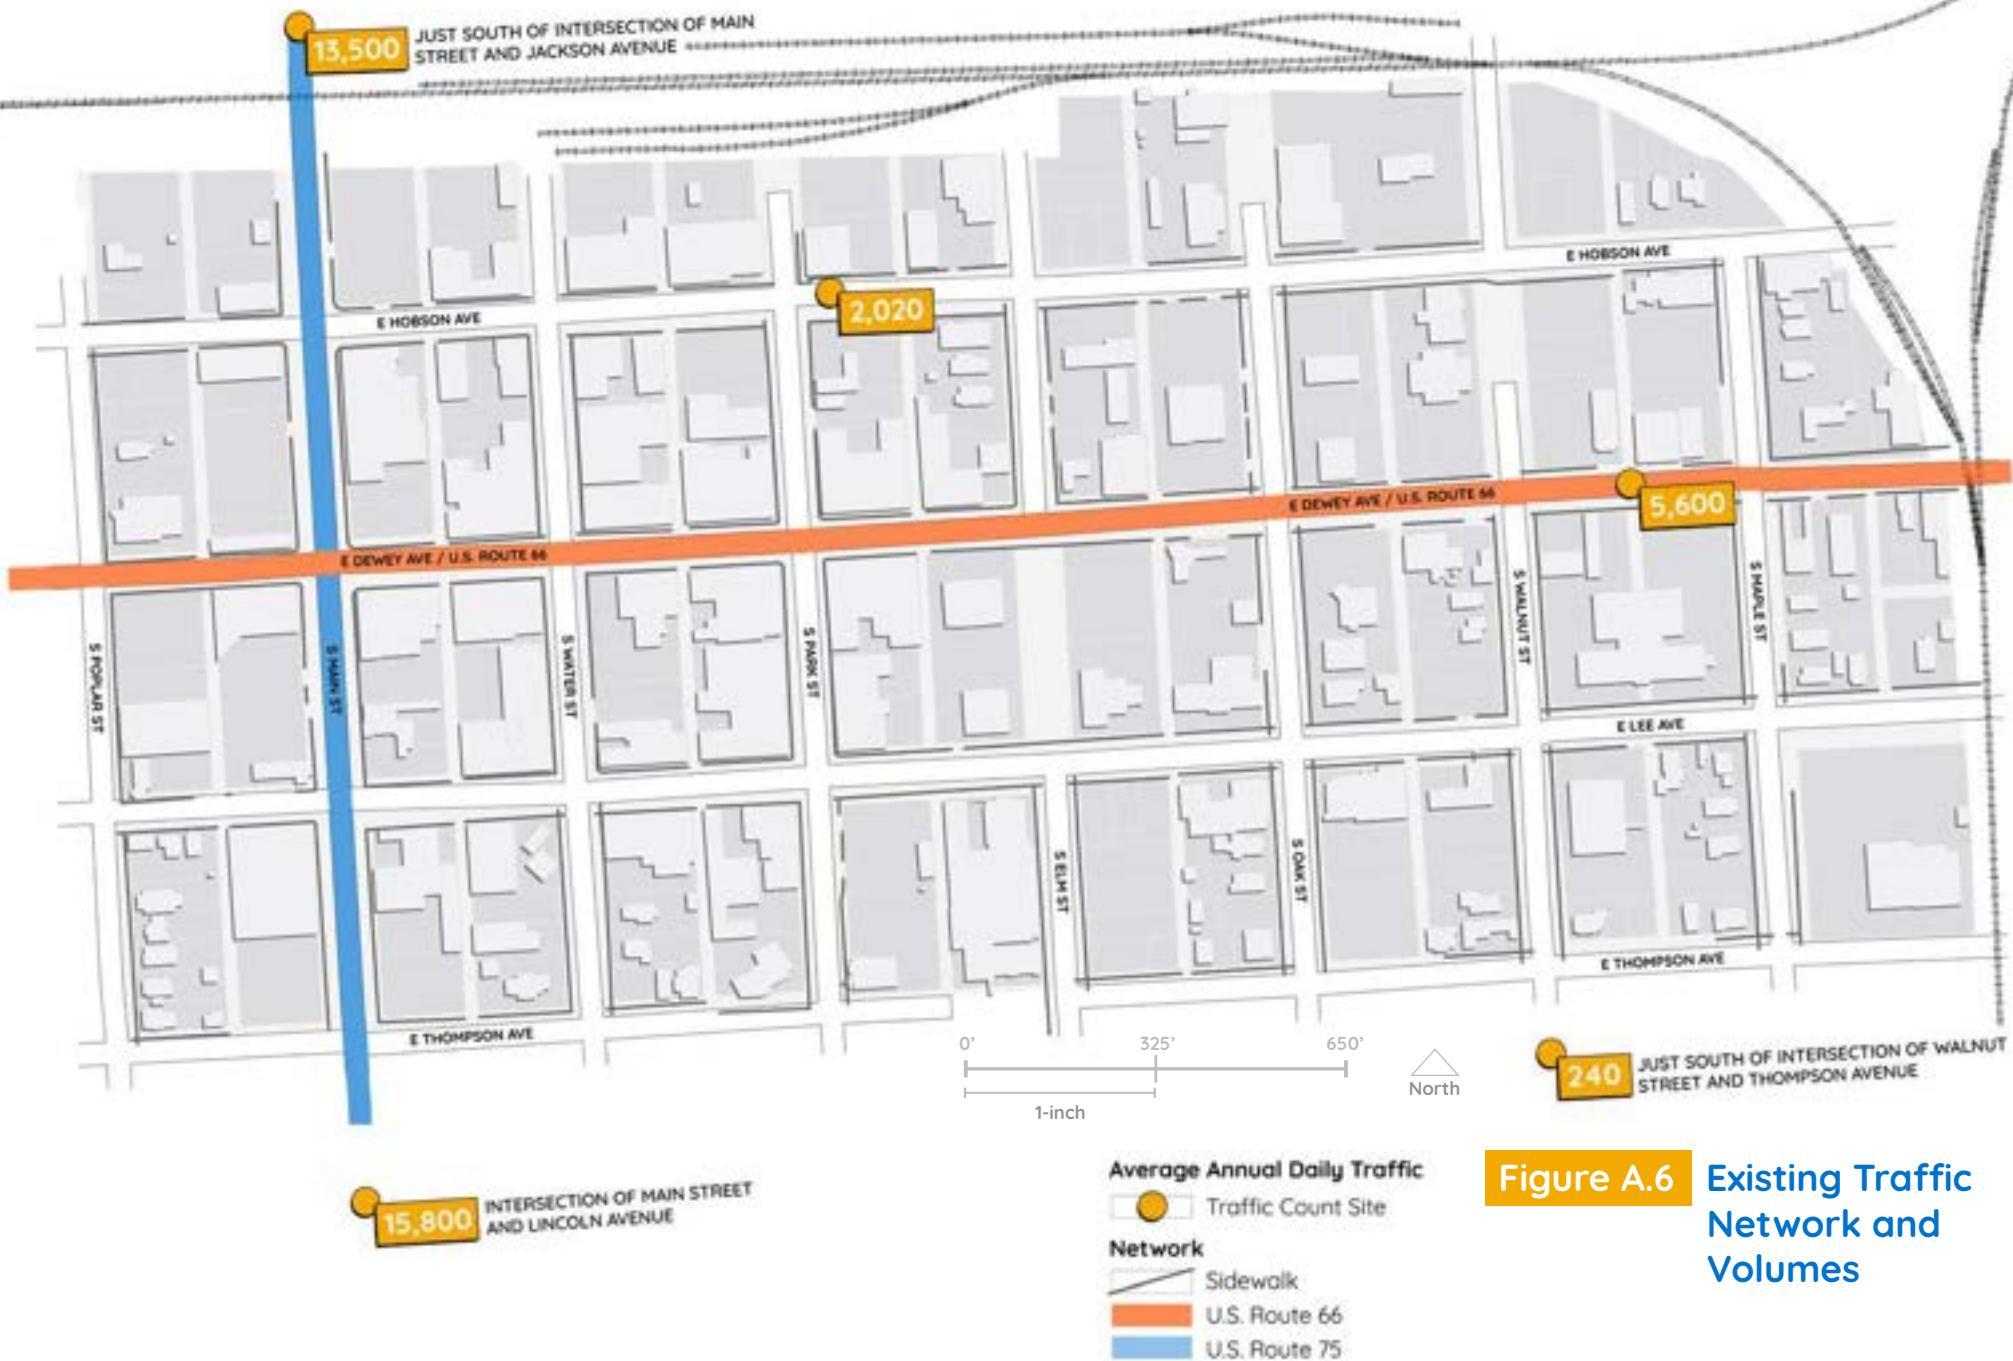 13,500
JUST SOUTH OF INTERSECTION OF MAIN
STREET AND JACKSON AVENUE
E HOBSON AVE
E HOBSON AVE
2,020
E DEWEY AVE / U.S. ROUTE 66
5,600
E DEWEY AVE / U.S. ROUTE 66
S POPLAR ST
S MAIN ST
S WATER ST
S PARK ST
S WALNUT ST
S MAPLE ST
E LEE AVE
S ELM ST
S OAK ST
E THOMPSON AVE
E THOMPSON AVE
0' 325' 650'
1-inch
North
240
JUST SOUTH OF INTERSECTION OF WALNUT
STREET AND THOMPSON AVENUE
15,800
INTERSECTION OF MAIN STREET
AND LINCOLN AVENUE
Average Annual Daily Traffic
Traffic Count Site
Network
Sidewalk
U.S. Route 66
U.S. Route 75
Figure A.6
Existing Traffic
Network and
Volumes